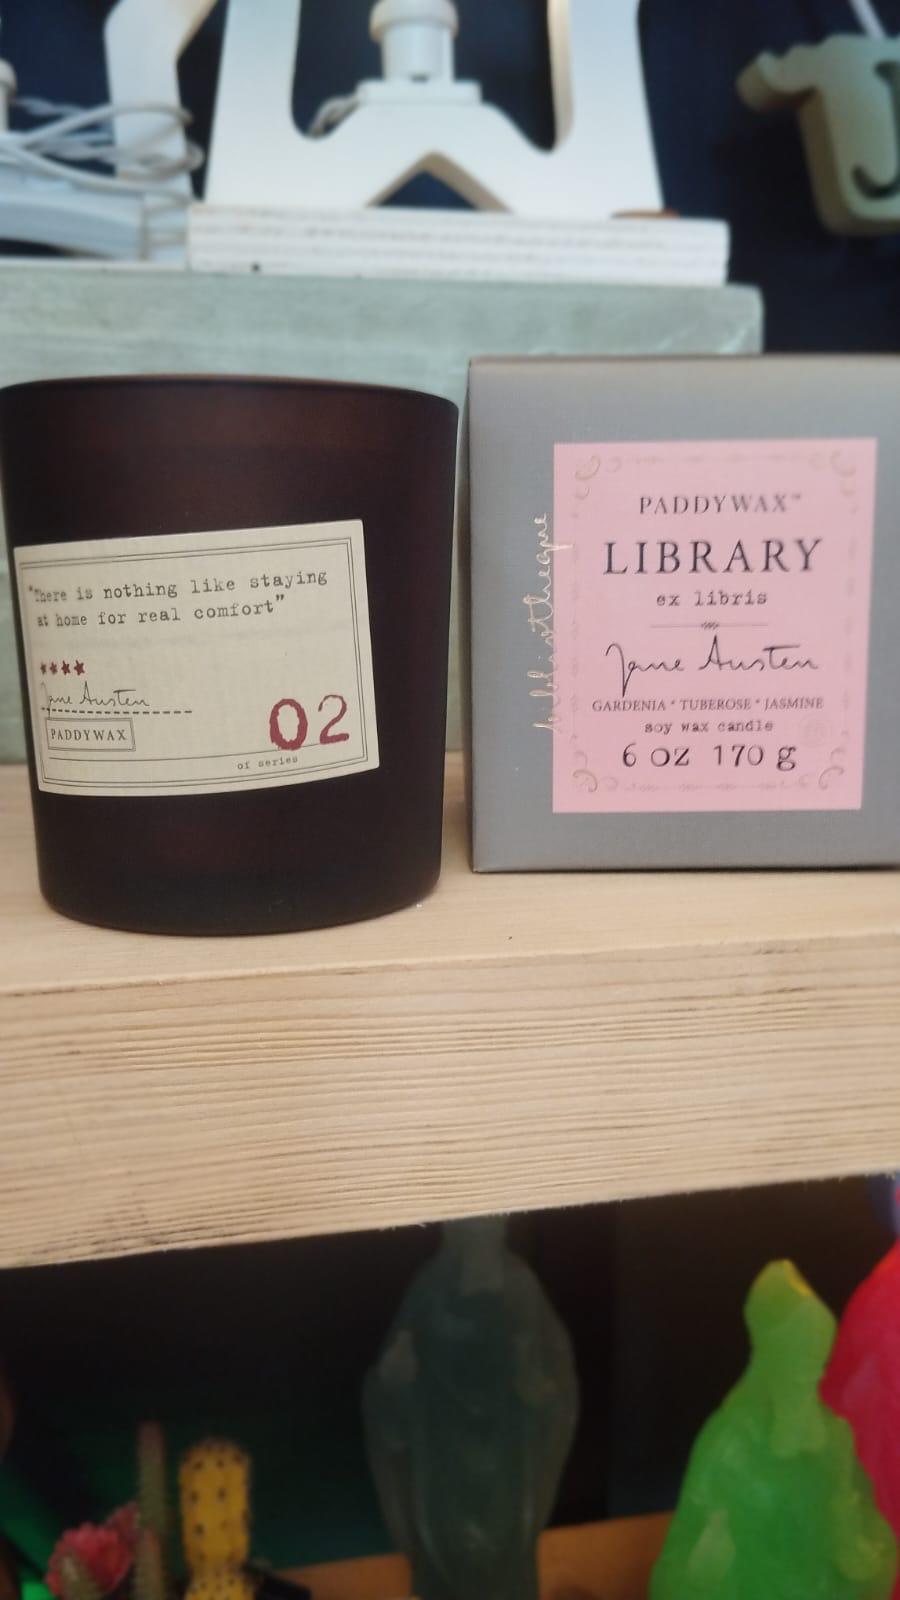 "There is nothing like staying
at home for real comfort"
Jane Austen
PADDYWAX
02
of series
PADDYWAX™
LIBRARY
ex libris
Jane Austen
GARDENIA * TUBEROSE * JASMINE
soy wax candle
6 oz 170 g
bibliothèque
J